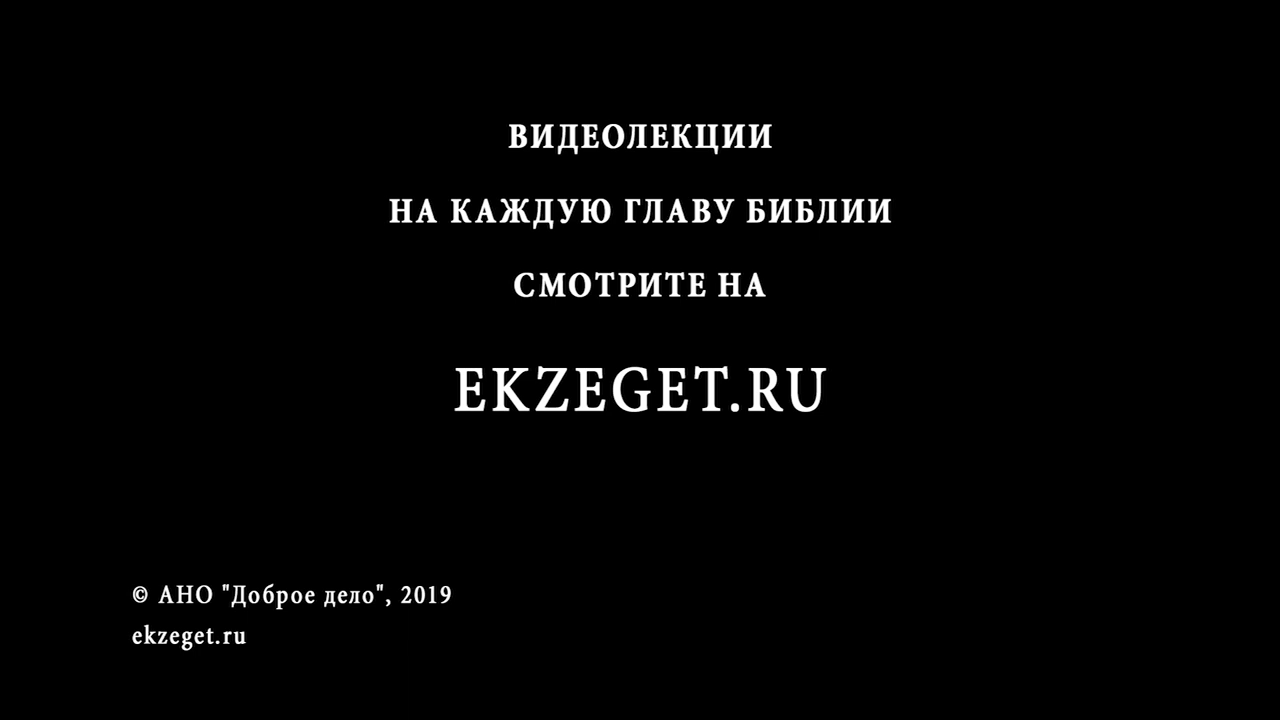 ВИДЕОЛЕКЦИИ
НА КАЖДУЮ ГЛАВУ БИБЛИИ
СМОТРИТЕ НА
EKZEGET.RU
© АНО "Доброе дело", 2019
ekzeget.ru